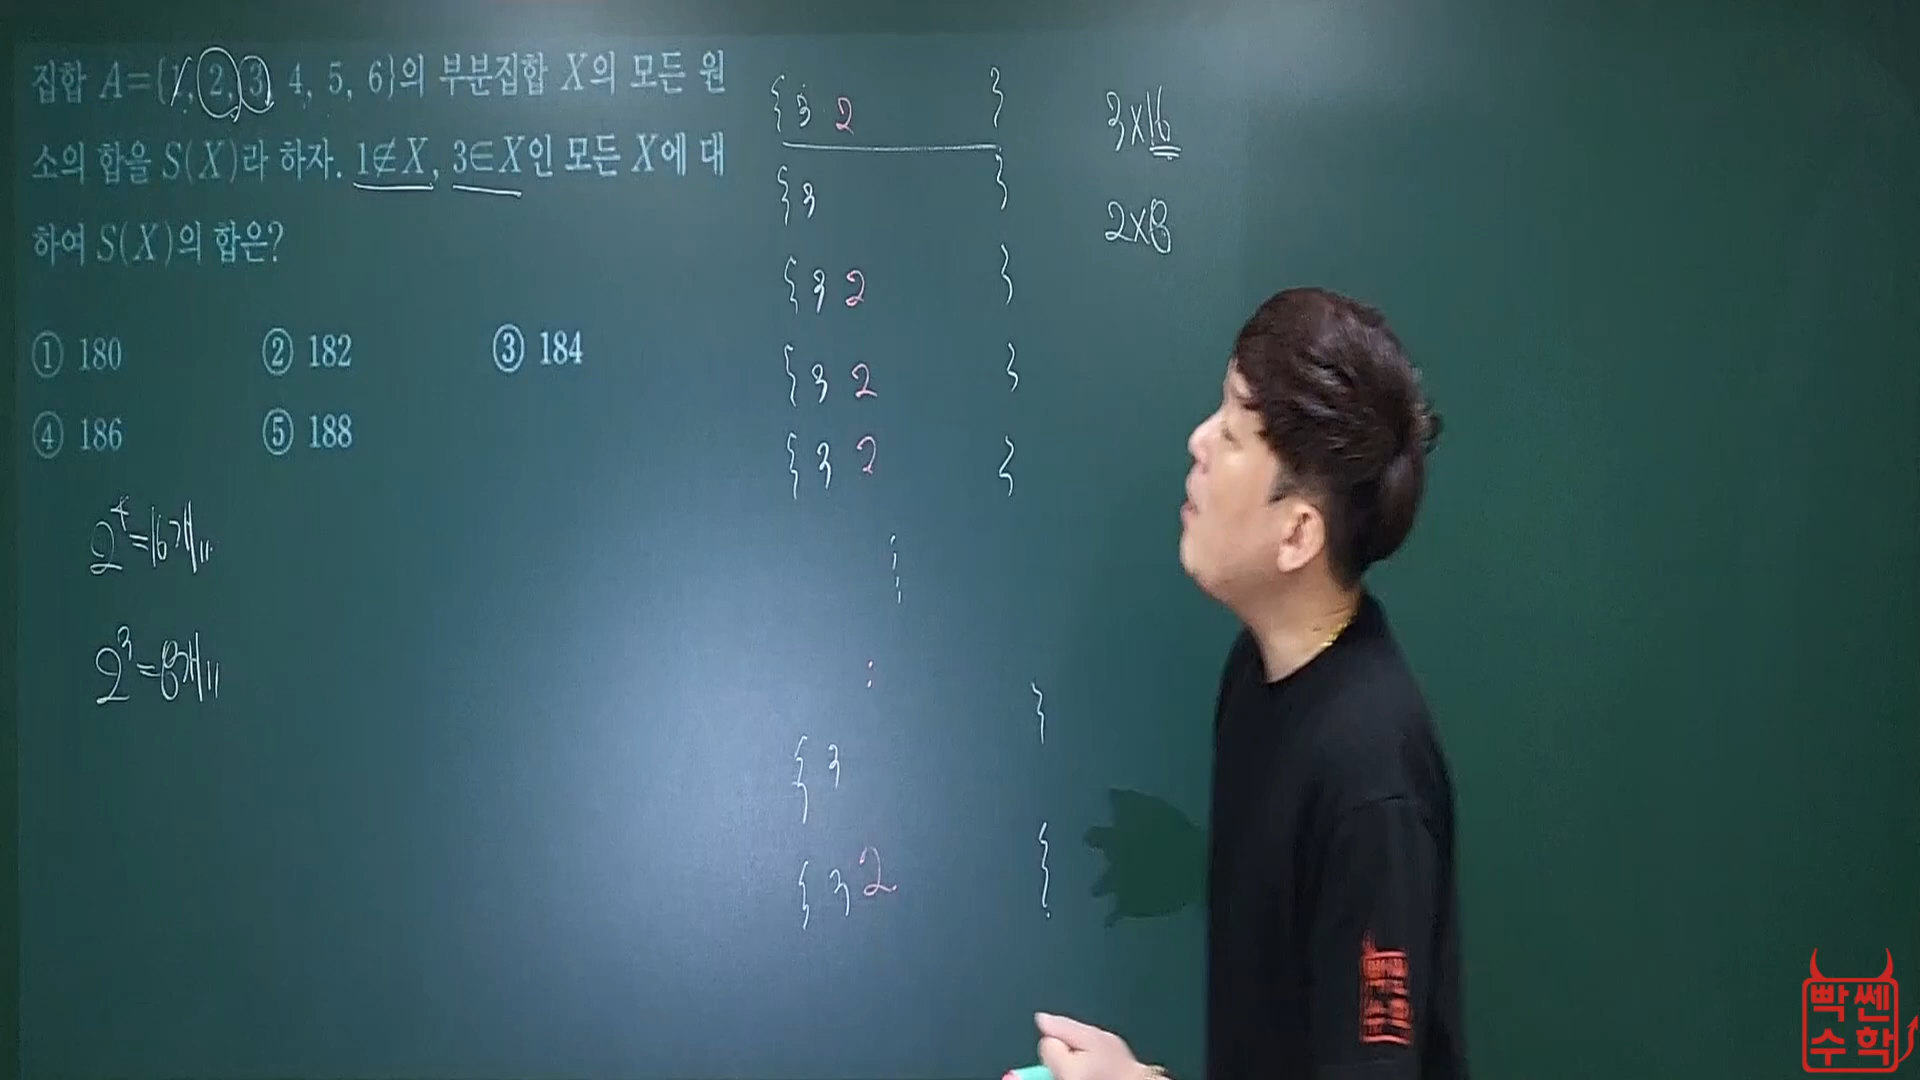 집합 A={1, 2, 3, 4, 5, 6}의 부분집합 X의 모든 원
소의 합을 S(X)라 하자. 1∉X, 3∈X인 모든 X에 대
하여 S(X)의 합은?
① 180 ② 182 ③ 184
④ 186 ⑤ 188
2⁴=16개
2³=8개
{3 2 }
{3 }
{3 2 }
{3 2 }
{3 2 }
⋮
:
}
{3
{3 2 }
3×16
2×8
빡쎈
수학